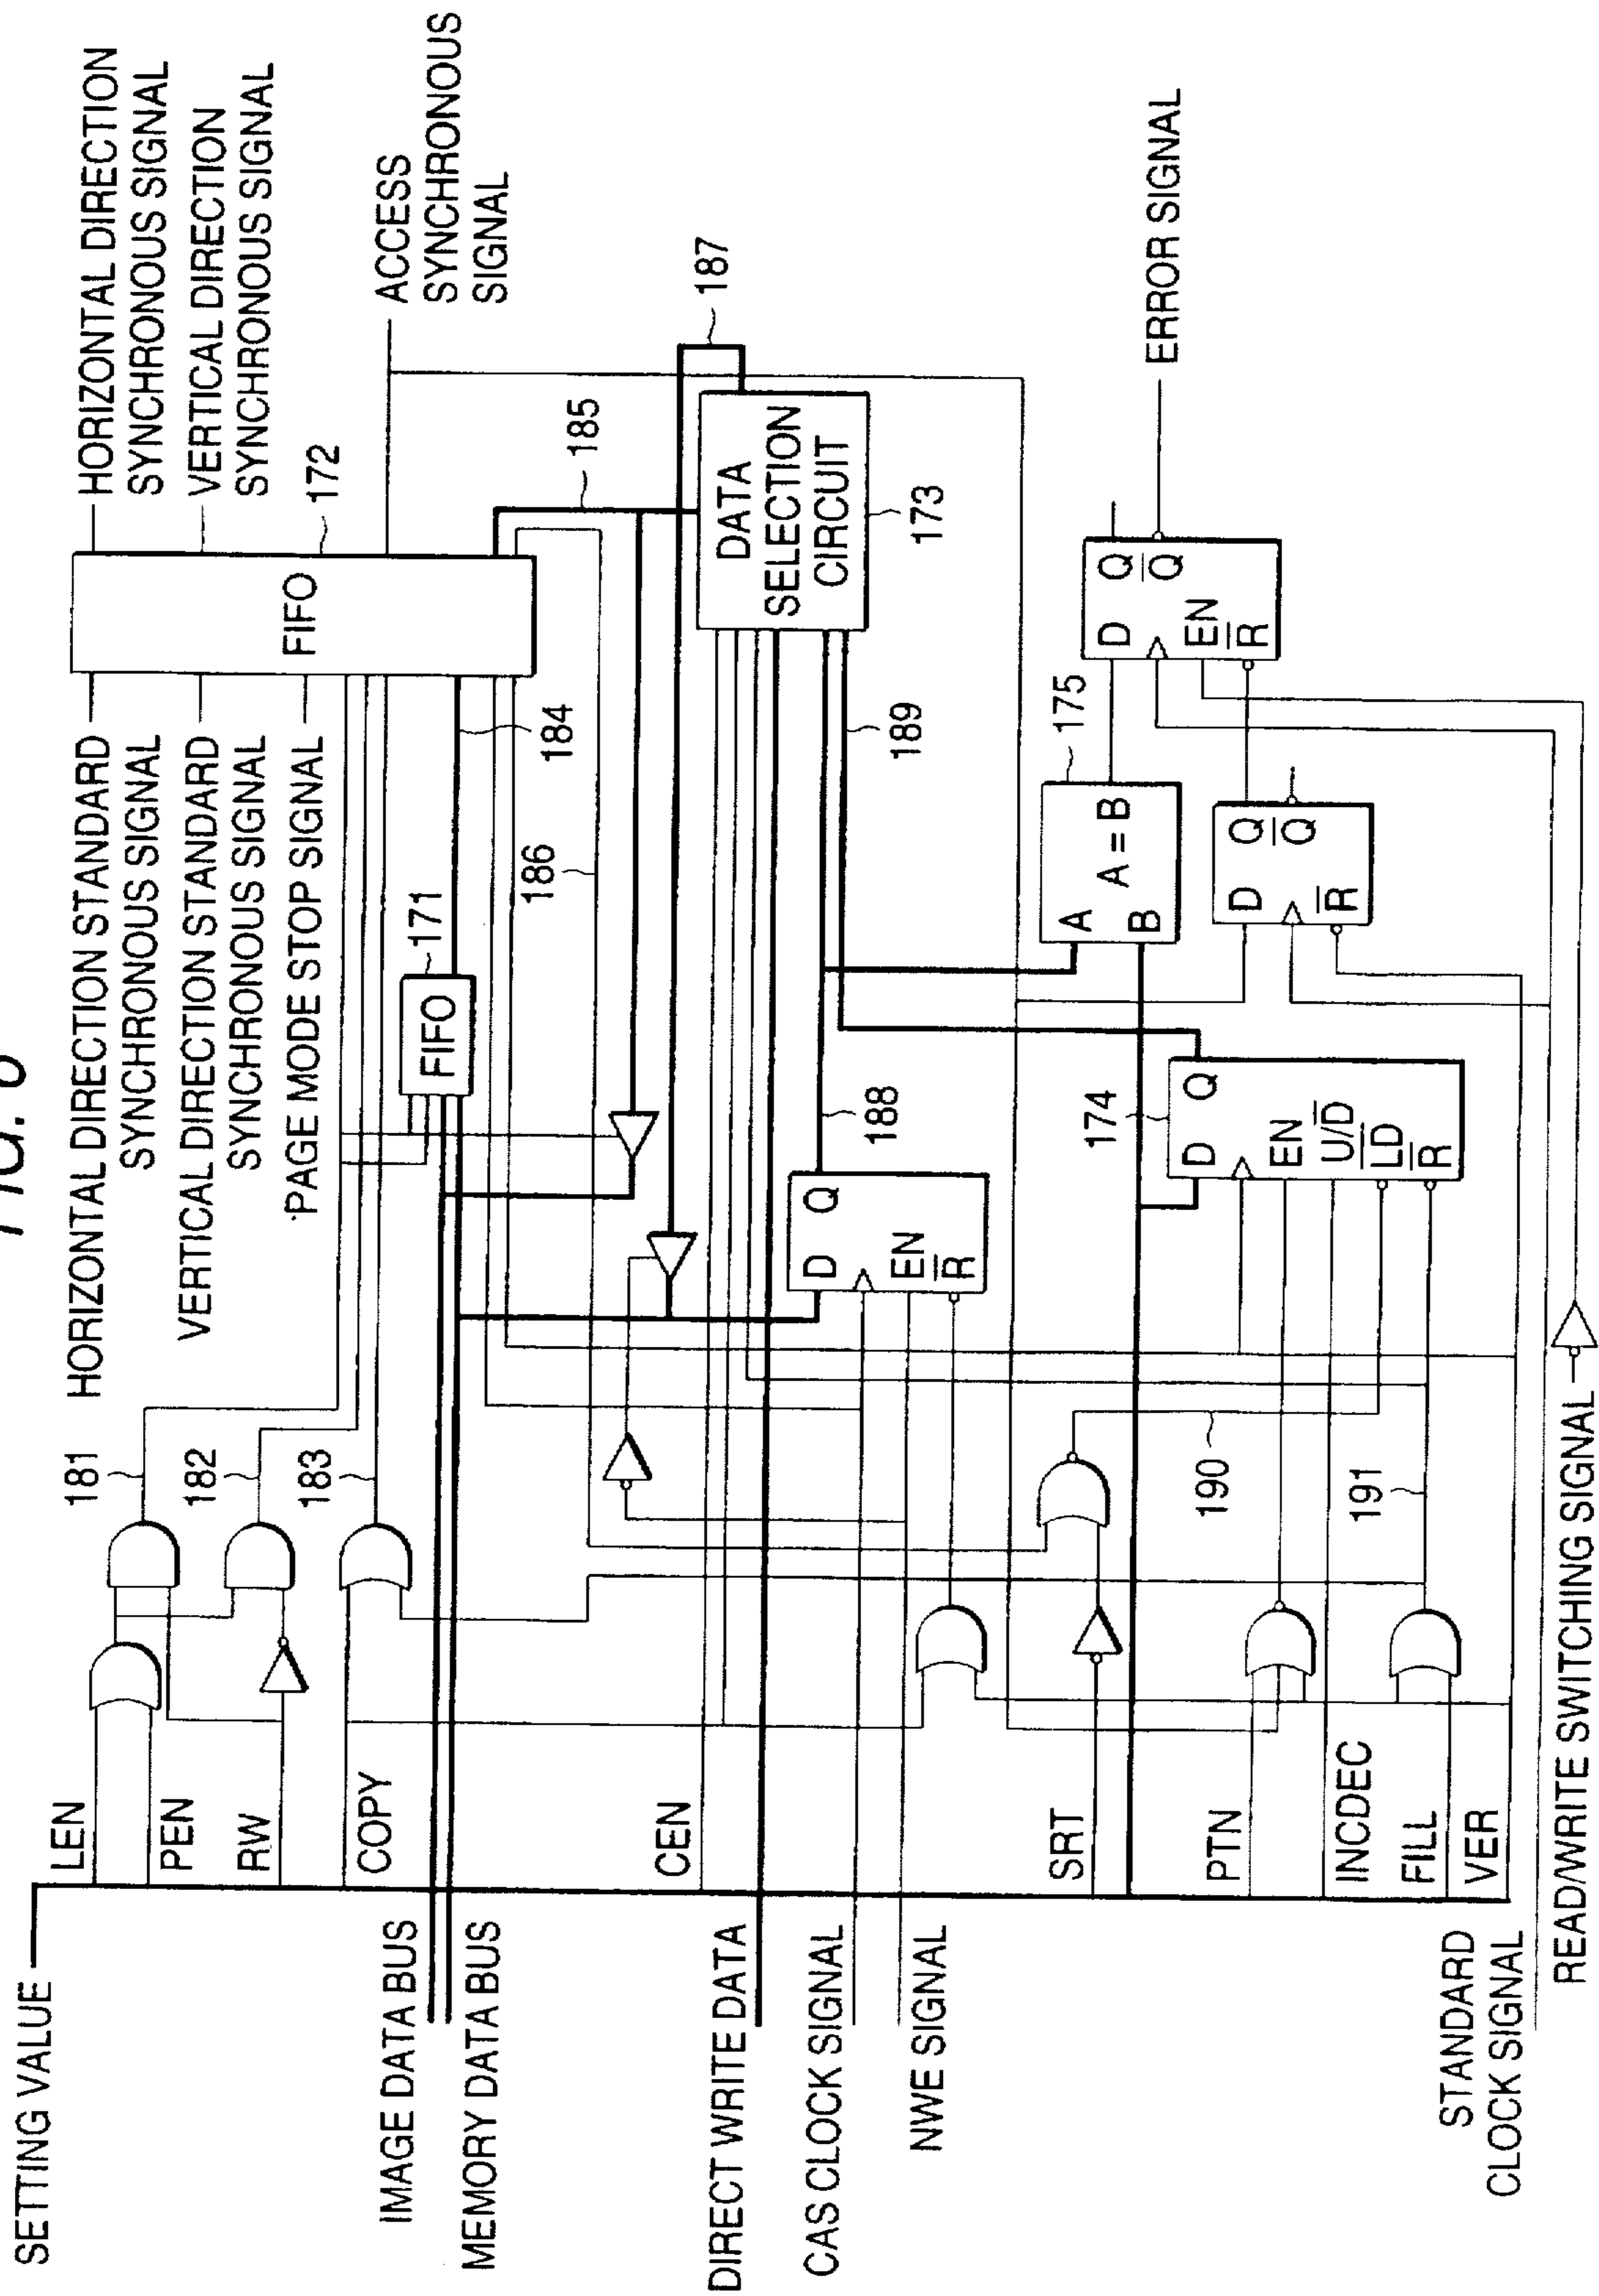 SETTING VALUE
LEN
PEN
RW
COPY
CEN
SRT
PTN
INCDEC
FILL
VER
IMAGE DATA BUS
MEMORY DATA BUS
DIRECT WRITE DATA
CAS CLOCK SIGNAL
NWE SIGNAL
STANDARD
CLOCK SIGNAL
READ/WRITE SWITCHING SIGNAL
181
182
183
HORIZONTAL DIRECTION STANDARD
SYNCHRONOUS SIGNAL
VERTICAL DIRECTION STANDARD
SYNCHRONOUS SIGNAL
PAGE MODE STOP SIGNAL
FIFO
171
184
186
FIFO
172
185
HORIZONTAL DIRECTION
SYNCHRONOUS SIGNAL
VERTICAL DIRECTION
SYNCHRONOUS SIGNAL
ACCESS
SYNCHRONOUS
SIGNAL
187
DATA
SELECTION
CIRCUIT
173
D Q
EN
R
188
189
190
191
174
D Q
EN
U/D
LD
R
175
A
B
A = B
D Q
Q
R
D Q
Q
EN
R
ERROR SIGNAL